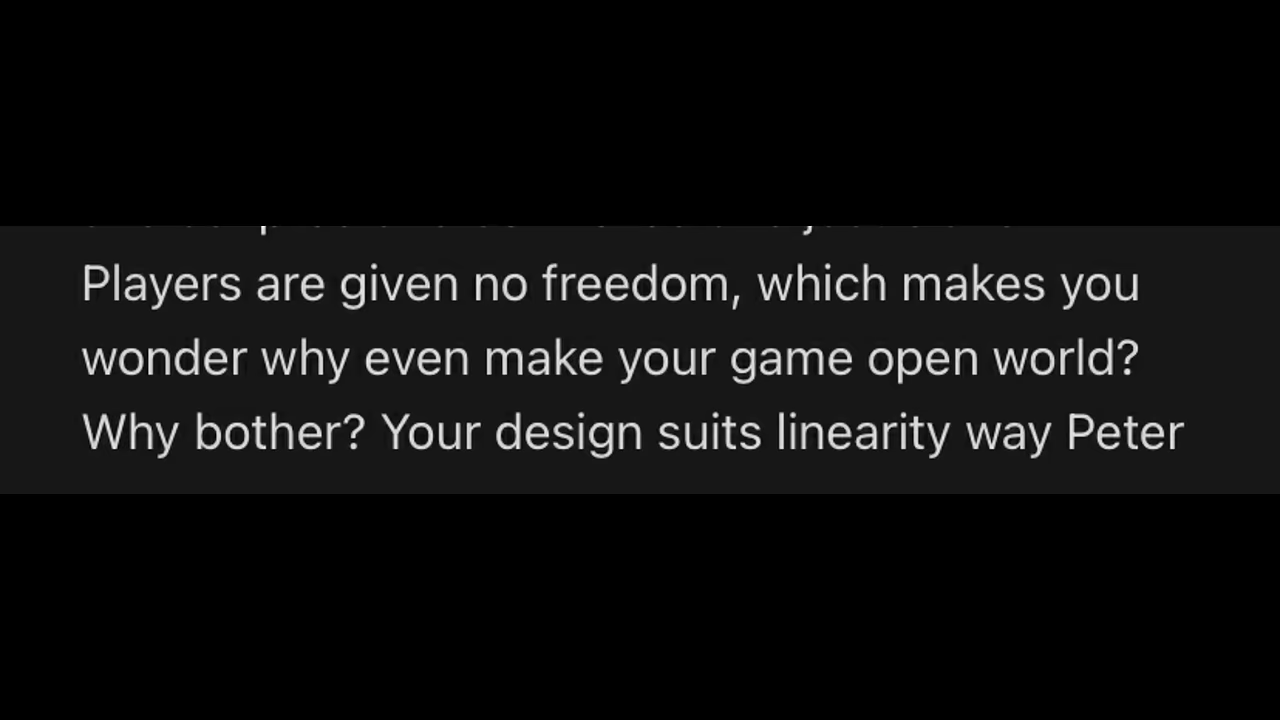 Players are given no freedom, which makes you
wonder why even make your game open world?
Why bother? Your design suits linearity way Peter